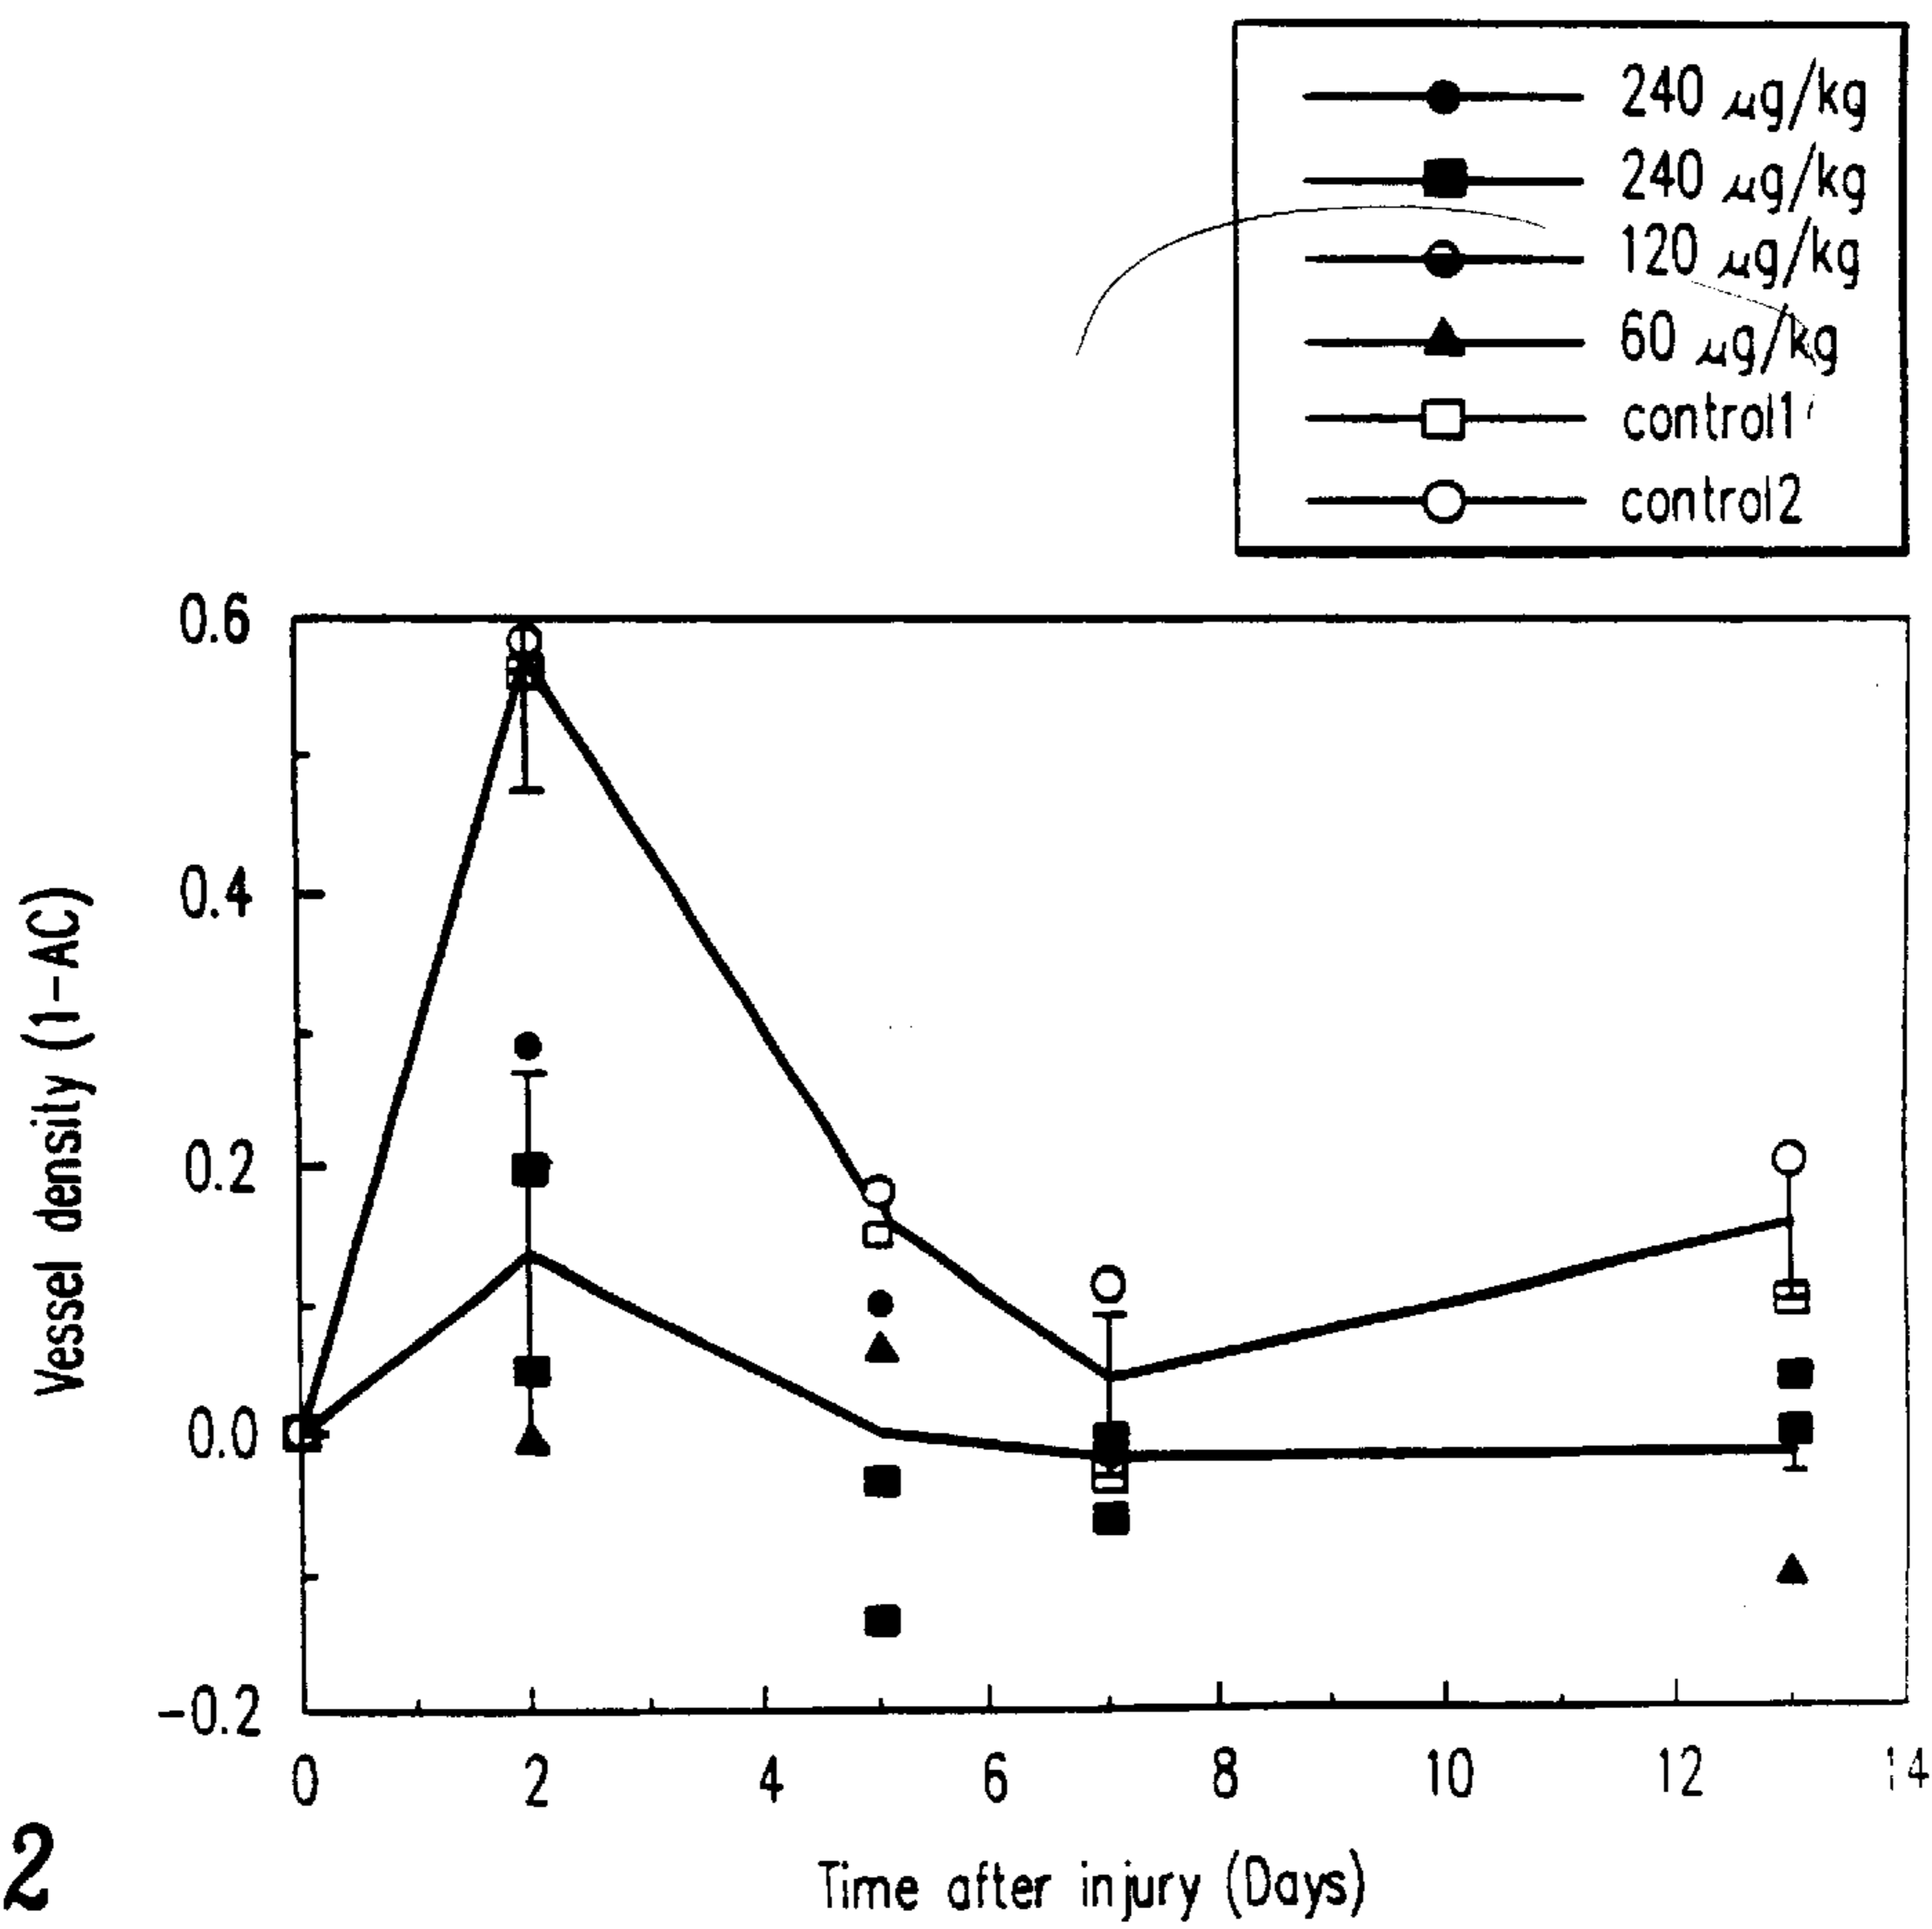 240 μg/kg
240 μg/kg
120 μg/kg
60 μg/kg
control1
control2
0.6
0.4
0.2
0.0
-0.2
Vessel density (1-AC)
0 2 4 6 8 10 12 14
Time after injury (Days)
2